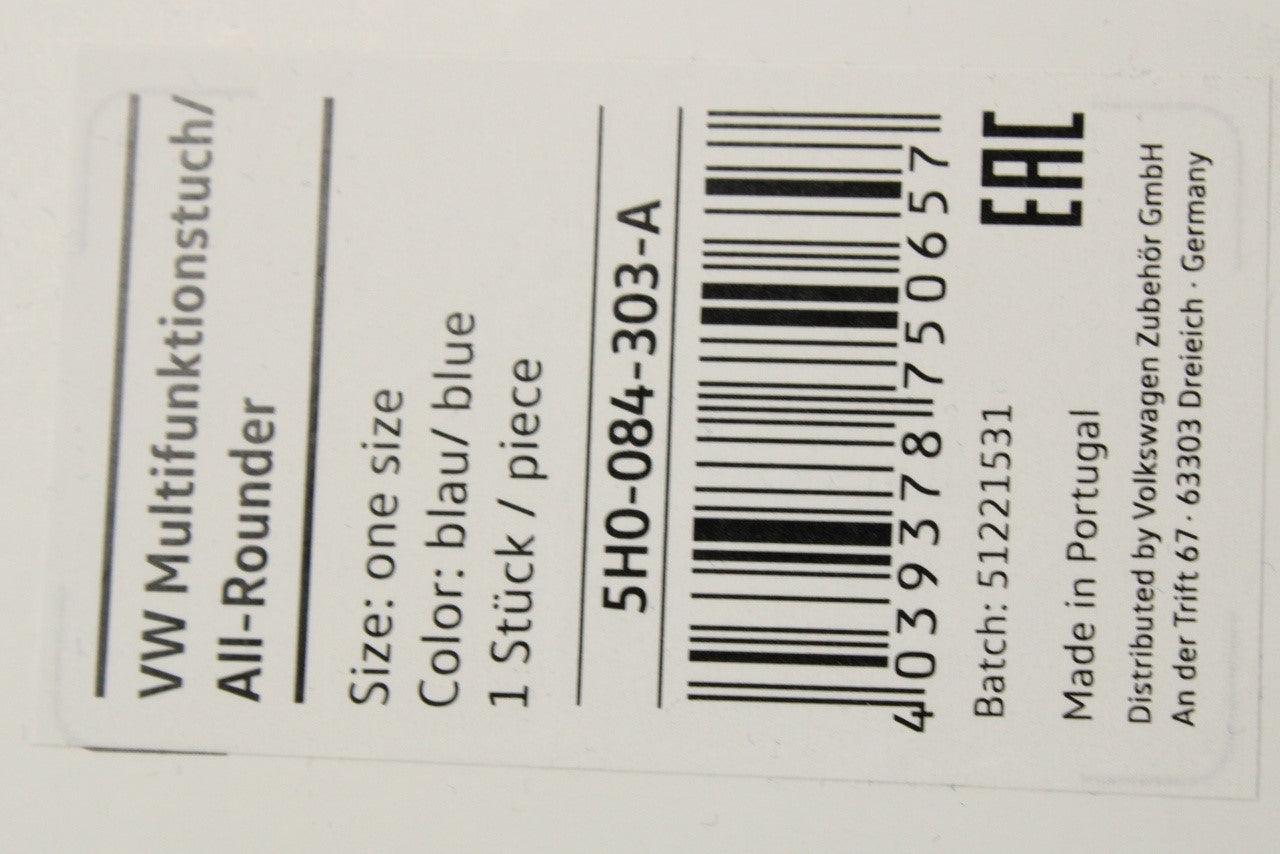 VW Multifunktionstuch/
All-Rounder
Size: one size
Color: blau/ blue
1 Stück / piece
5H0-084-303-A
4 039378 750657
Batch: 51221531
EAC
Made in Portugal
Distributed by Volkswagen Zubehör GmbH
An der Trift 67 · 63303 Dreieich · Germany